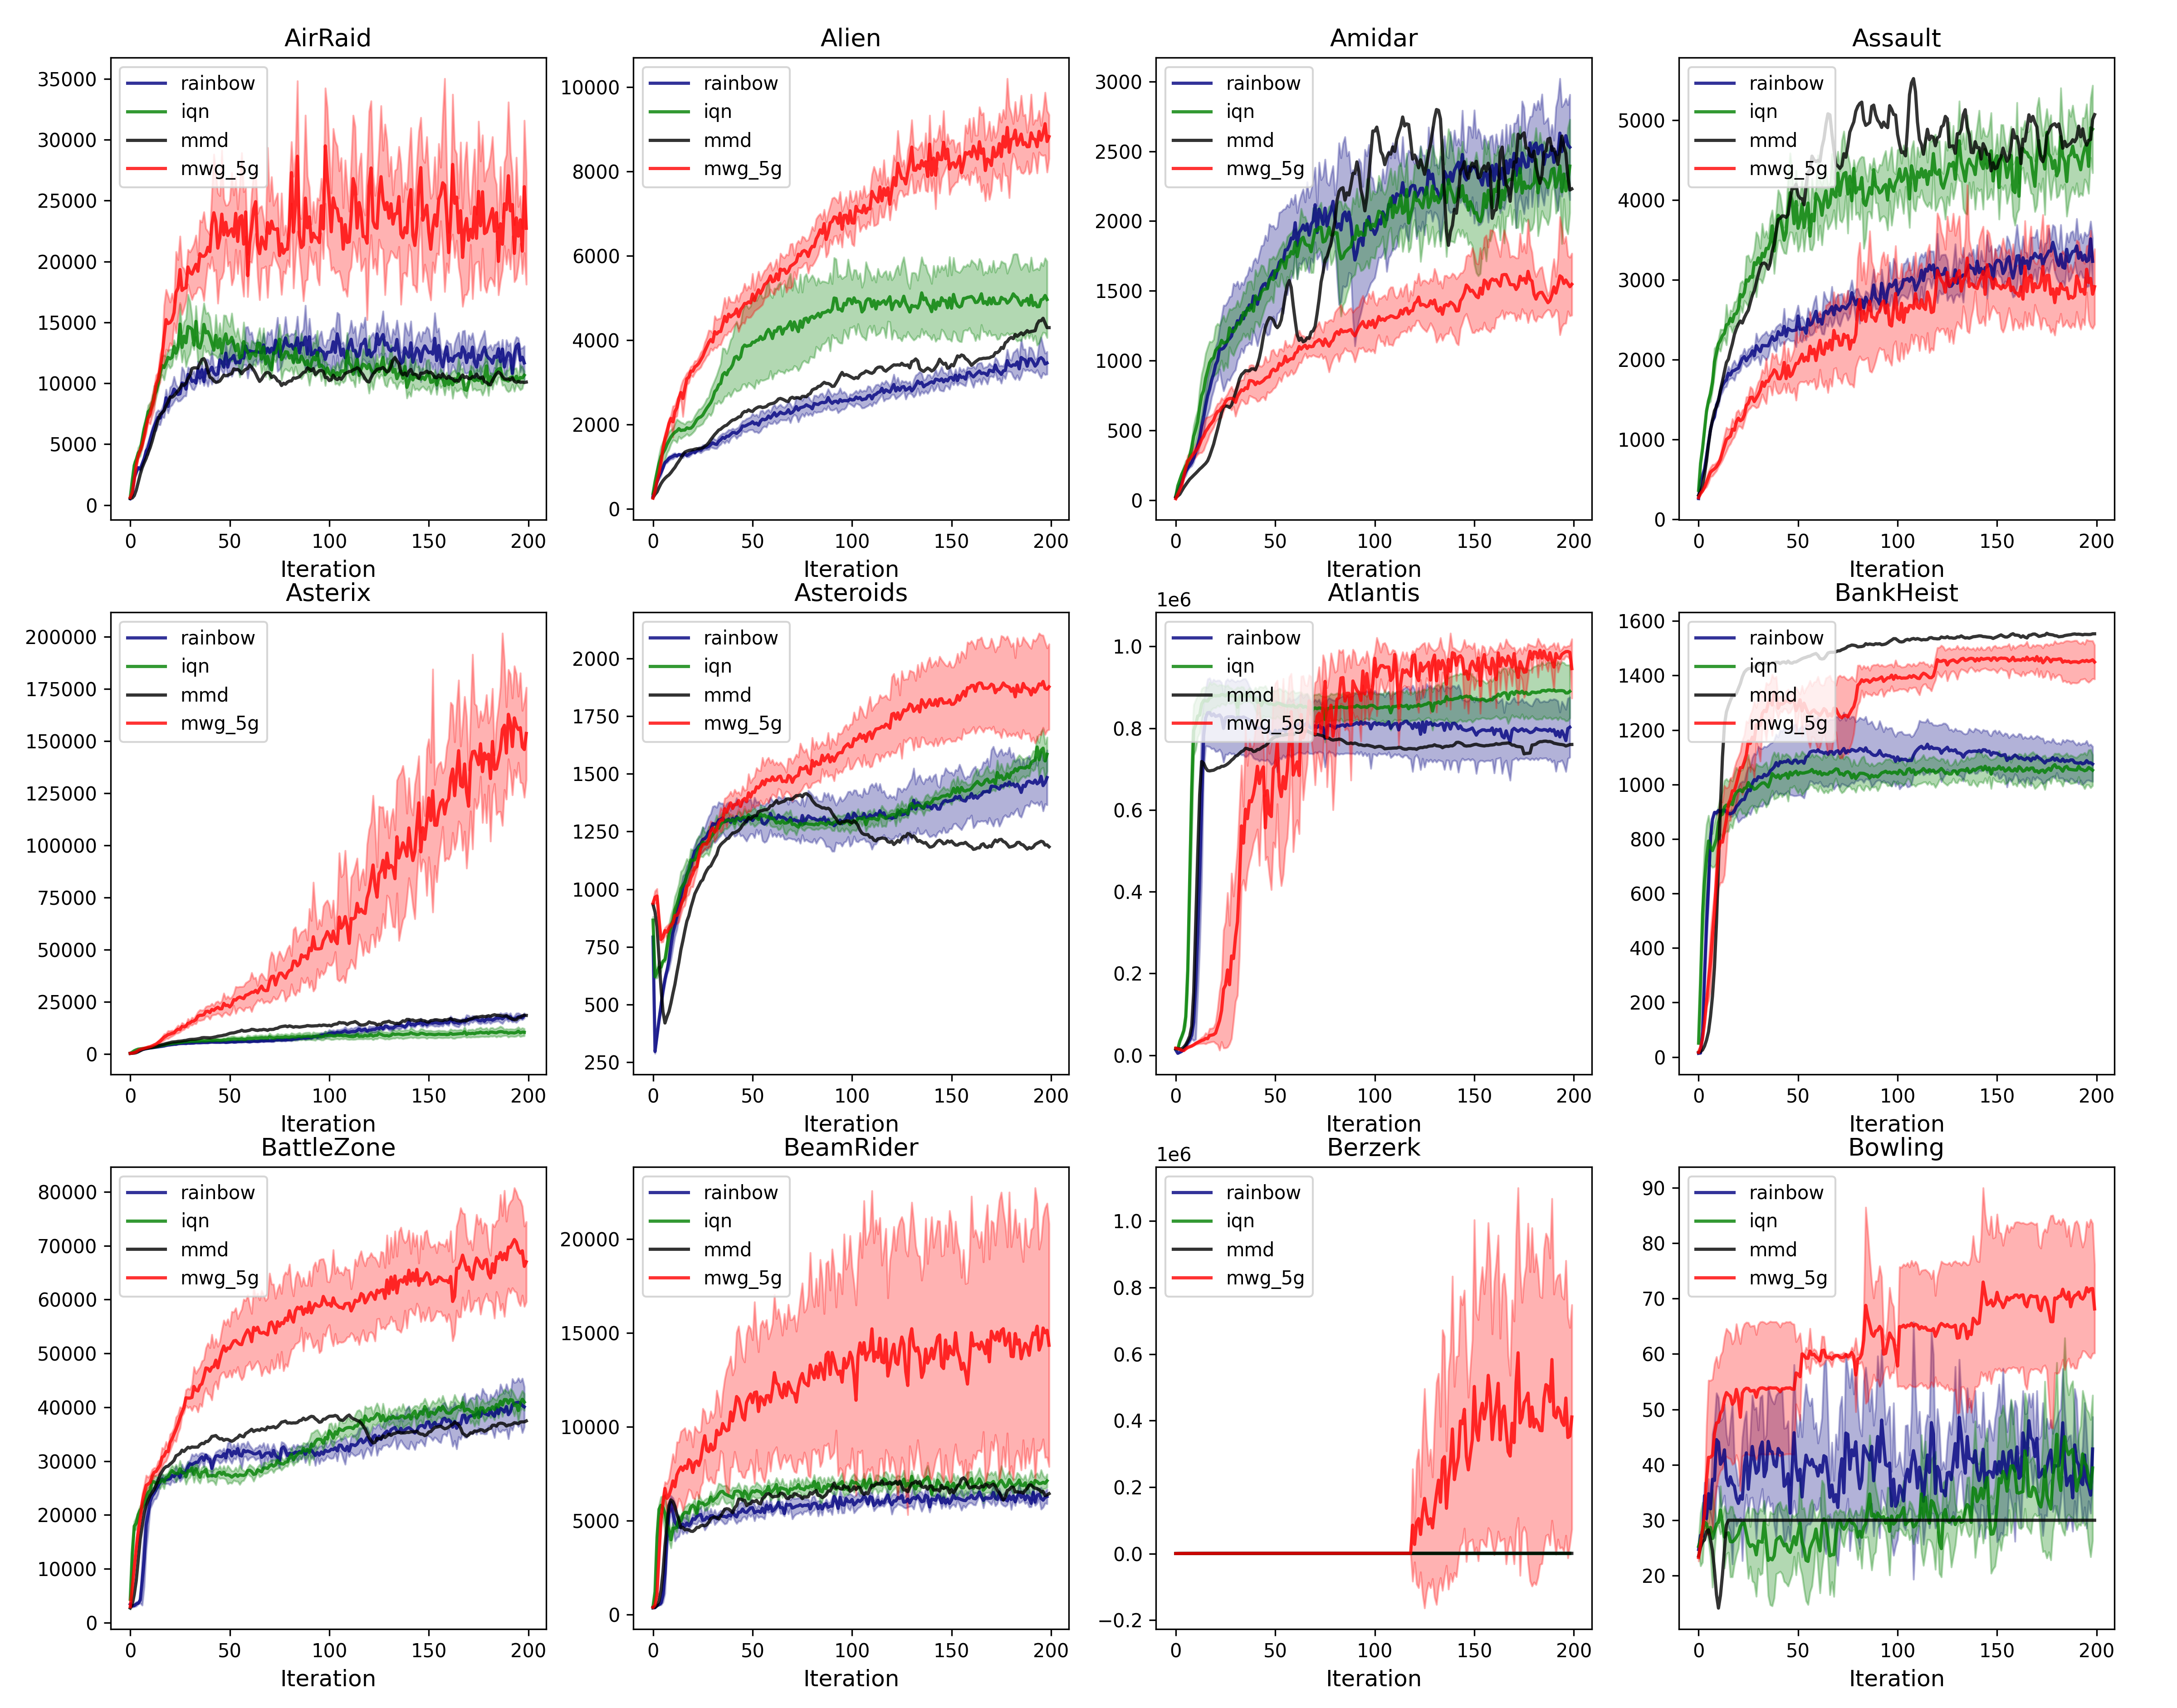 AirRaid
rainbow
iqn
mmd
mwg_5g
35000
30000
25000
20000
15000
10000
5000
0
0 50 100 150 200
Iteration
Alien
rainbow
iqn
mmd
mwg_5g
10000
8000
6000
4000
2000
0
0 50 100 150 200
Iteration
Amidar
rainbow
iqn
mmd
mwg_5g
3000
2500
2000
1500
1000
500
0
0 50 100 150 200
Iteration
Assault
rainbow
iqn
mmd
mwg_5g
5000
4000
3000
2000
1000
0
0 50 100 150 200
Iteration
Asterix
rainbow
iqn
mmd
mwg_5g
200000
175000
150000
125000
100000
75000
50000
25000
0
0 50 100 150 200
Iteration
Asteroids
rainbow
iqn
mmd
mwg_5g
2000
1750
1500
1250
1000
750
500
250
0 50 100 150 200
Iteration
Atlantis
1e6
rainbow
iqn
mmd
mwg_5g
1.0
0.8
0.6
0.4
0.2
0.0
0 50 100 150 200
Iteration
BankHeist
rainbow
iqn
mmd
mwg_5g
1600
1400
1200
1000
800
600
400
200
0
0 50 100 150 200
Iteration
BattleZone
rainbow
iqn
mmd
mwg_5g
80000
70000
60000
50000
40000
30000
20000
10000
0
0 50 100 150 200
Iteration
BeamRider
rainbow
iqn
mmd
mwg_5g
20000
15000
10000
5000
0
0 50 100 150 200
Iteration
Berzerk
1e6
rainbow
iqn
mmd
mwg_5g
1.0
0.8
0.6
0.4
0.2
0.0
−0.2
0 50 100 150 200
Iteration
Bowling
rainbow
iqn
mmd
mwg_5g
90
80
70
60
50
40
30
20
0 50 100 150 200
Iteration